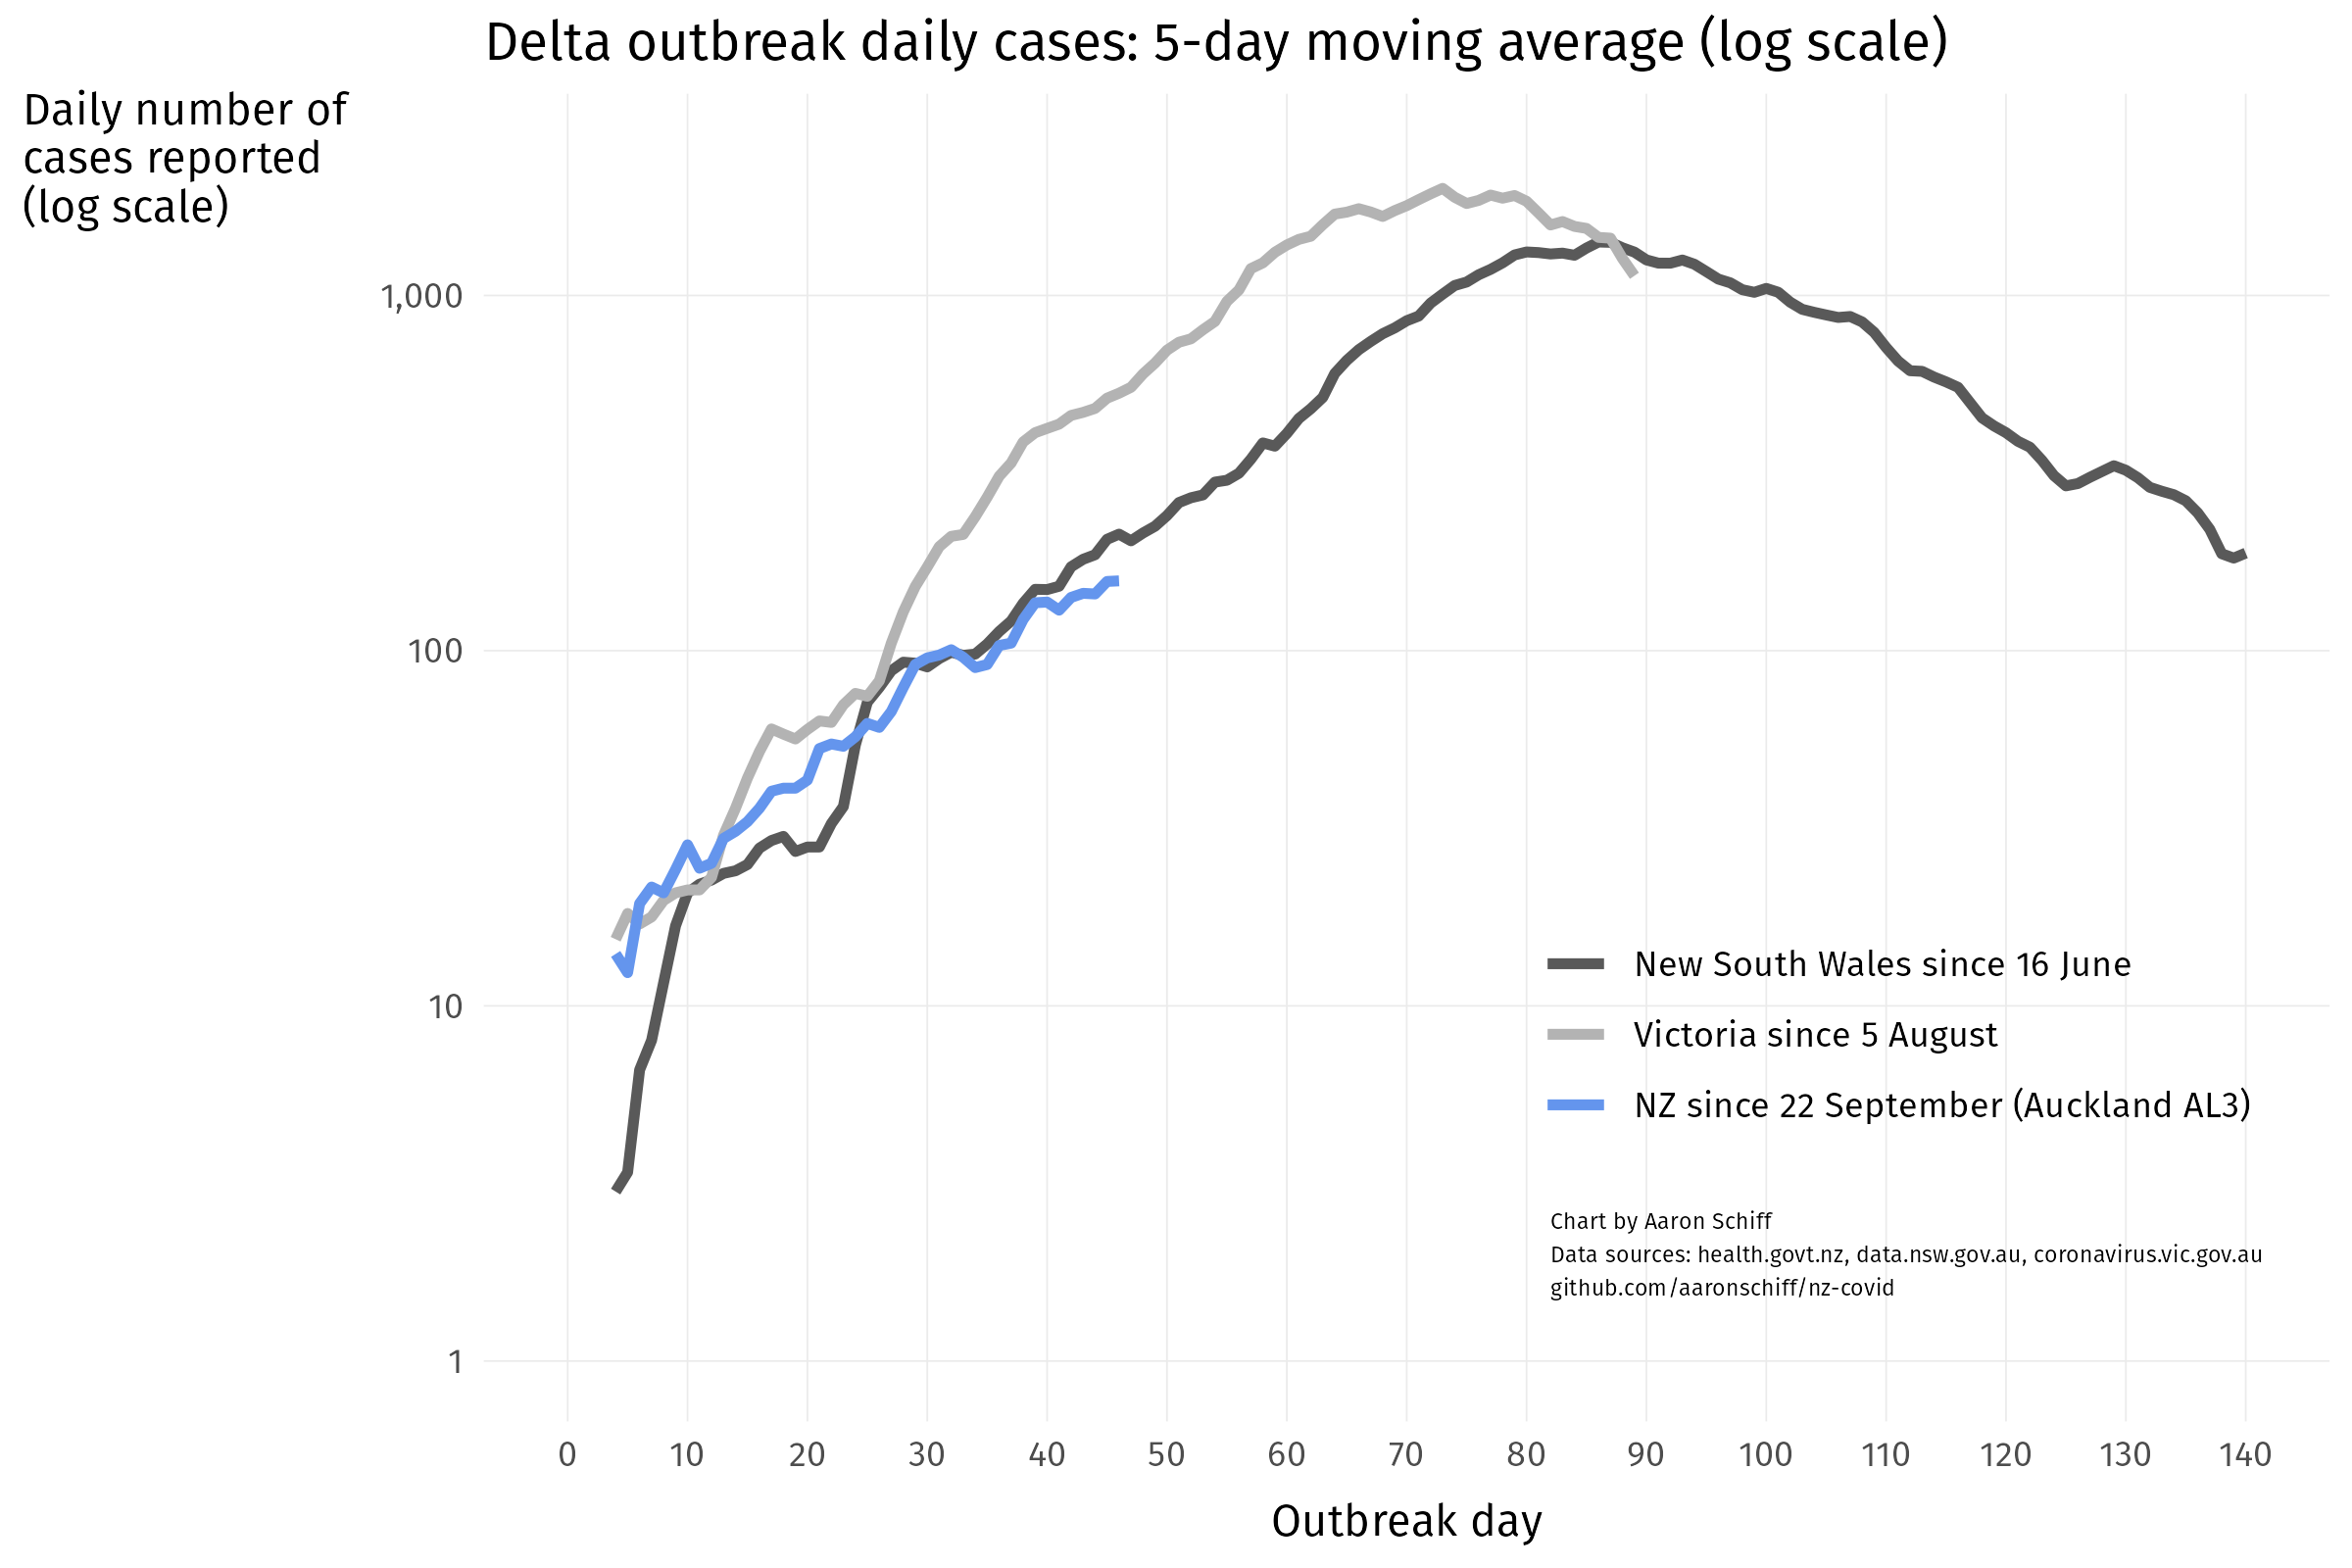 Delta outbreak daily cases: 5-day moving average (log scale)
Daily number of
cases reported
(log scale)
1,000
100
10
1
New South Wales since 16 June
Victoria since 5 August
NZ since 22 September (Auckland AL3)
Chart by Aaron Schiff
Data sources: health.govt.nz, data.nsw.gov.au, coronavirus.vic.gov.au
github.com/aaronschiff/nz-covid
0 10 20 30 40 50 60 70 80 90 100 110 120 130 140
Outbreak day